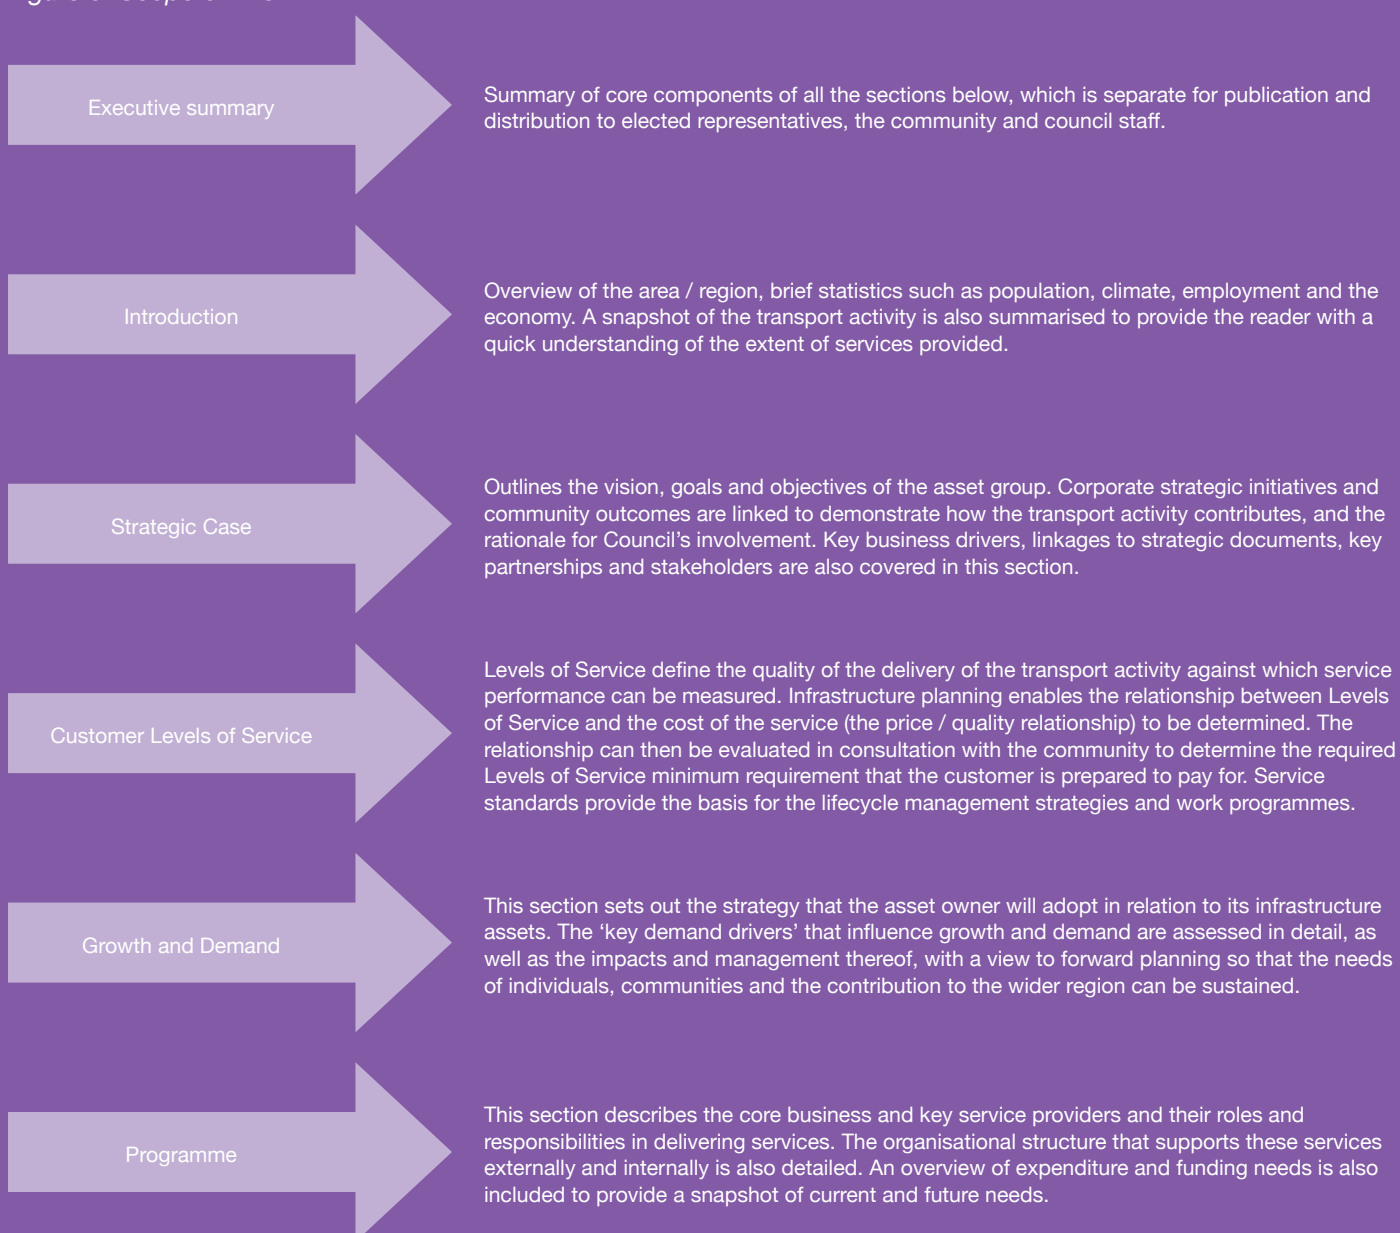 Executive summary
Summary of core components of all the sections below, which is separate for publication and
distribution to elected representatives, the community and council staff.
Introduction
Overview of the area / region, brief statistics such as population, climate, employment and the
economy. A snapshot of the transport activity is also summarised to provide the reader with a
quick understanding of the extent of services provided.
Strategic Case
Outlines the vision, goals and objectives of the asset group. Corporate strategic initiatives and
community outcomes are linked to demonstrate how the transport activity contributes, and the
rationale for Council’s involvement. Key business drivers, linkages to strategic documents, key
partnerships and stakeholders are also covered in this section.
Customer Levels of Service
Levels of Service define the quality of the delivery of the transport activity against which service
performance can be measured. Infrastructure planning enables the relationship between Levels
of Service and the cost of the service (the price / quality relationship) to be determined. The
relationship can then be evaluated in consultation with the community to determine the required
Levels of Service minimum requirement that the customer is prepared to pay for. Service
standards provide the basis for the lifecycle management strategies and work programmes.
Growth and Demand
This section sets out the strategy that the asset owner will adopt in relation to its infrastructure
assets. The ‘key demand drivers’ that influence growth and demand are assessed in detail, as
well as the impacts and management thereof, with a view to forward planning so that the needs
of individuals, communities and the contribution to the wider region can be sustained.
Programme
This section describes the core business and key service providers and their roles and
responsibilities in delivering services. The organisational structure that supports these services
externally and internally is also detailed. An overview of expenditure and funding needs is also
included to provide a snapshot of current and future needs.